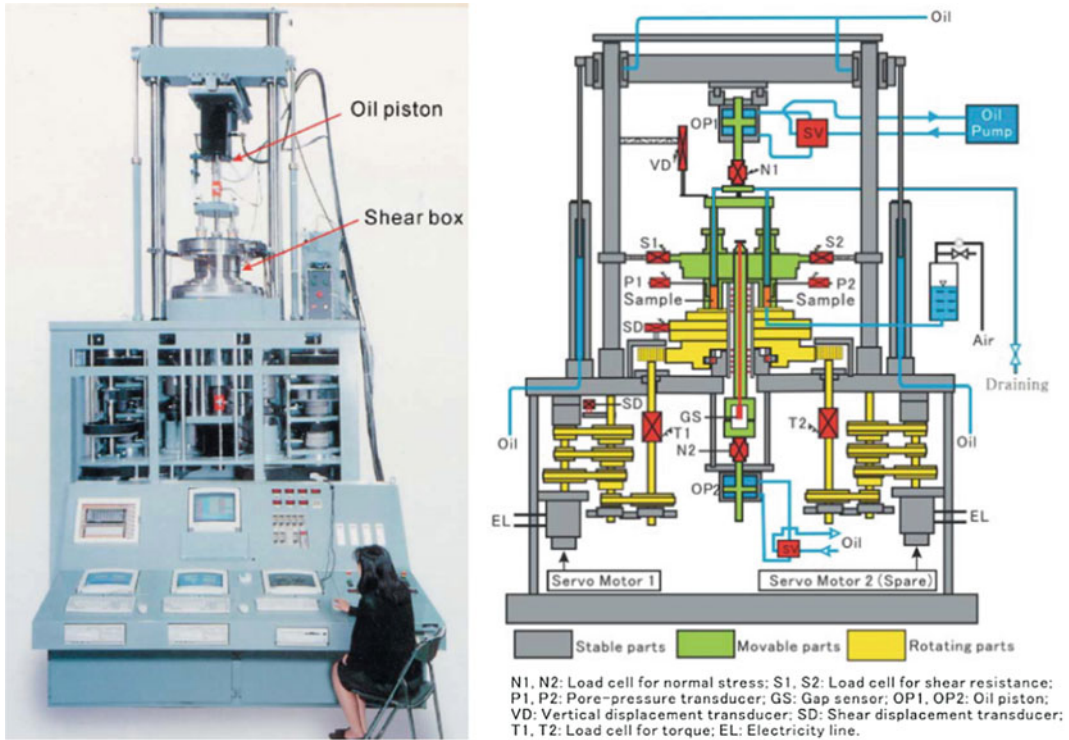 Oil piston
Shear box
Oil
OP1
SV
Oil
Pump
VD
N1
S1
S2
P1
P2
Sample
Sample
SD
Air
Draining
SD
GS
T1
T2
N2
Oil
Oil
OP2
EL
EL
SV
Oil
Servo Motor 1
Servo Motor 2 (Spare)
Stable parts
Movable parts
Rotating parts
N1, N2: Load cell for normal stress; S1, S2: Load cell for shear resistance;
P1, P2: Pore-pressure transducer; GS: Gap sensor; OP1, OP2: Oil piston;
VD: Vertical displacement transducer; SD: Shear displacement transducer;
T1, T2: Load cell for torque; EL: Electricity line.